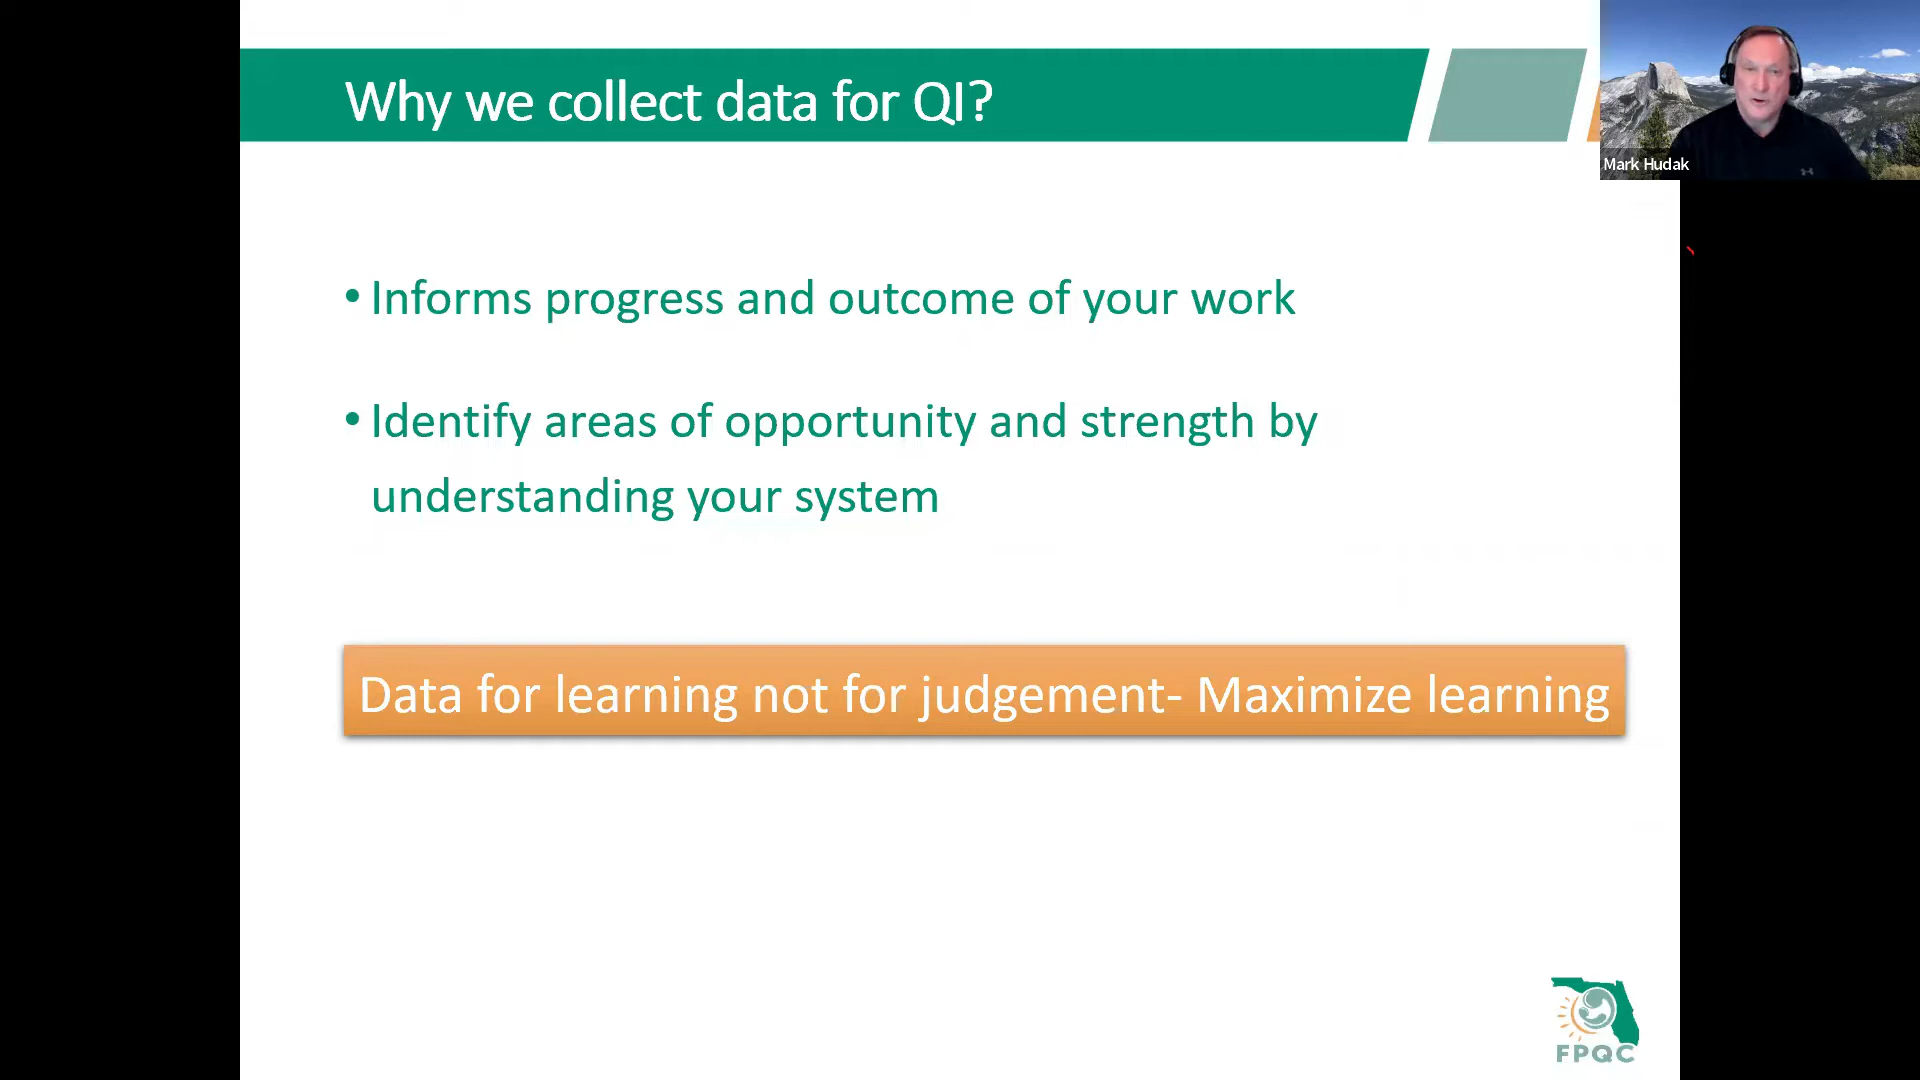 Why we collect data for QI?
Mark Hudak
• Informs progress and outcome of your work
• Identify areas of opportunity and strength by
understanding your system
Data for learning not for judgement- Maximize learning
FPQC